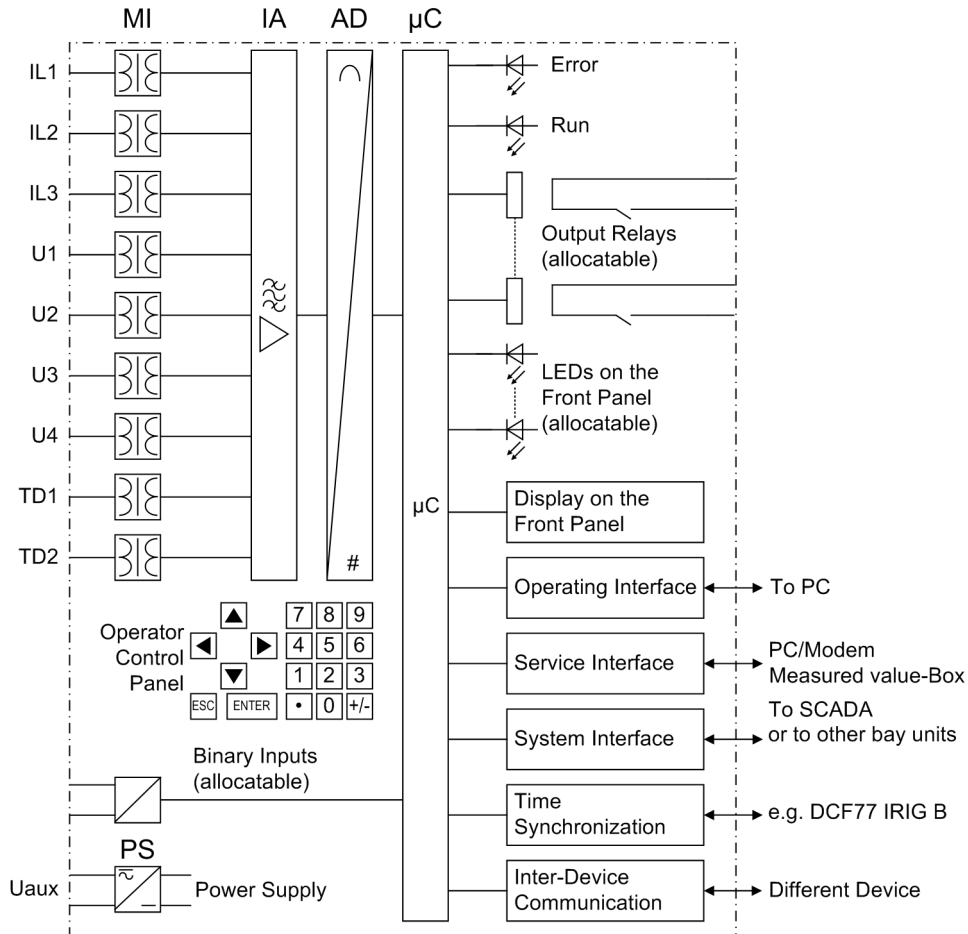 MI IA AD µC
IL1
IL2
IL3
U1
U2
U3
U4
TD1
TD2
#
µC
Error
Run
Output Relays
(allocatable)
LEDs on the
Front Panel
(allocatable)
Display on the
Front Panel
Operating Interface
To PC
Service Interface
PC/Modem
Measured value-Box
System Interface
To SCADA
or to other bay units
Time
Synchronization
e.g. DCF77 IRIG B
Inter-Device
Communication
Different Device
Operator
Control
Panel
7 8 9
4 5 6
1 2 3
ESC ENTER • 0 +/-
Binary Inputs
(allocatable)
PS
Uaux
Power Supply